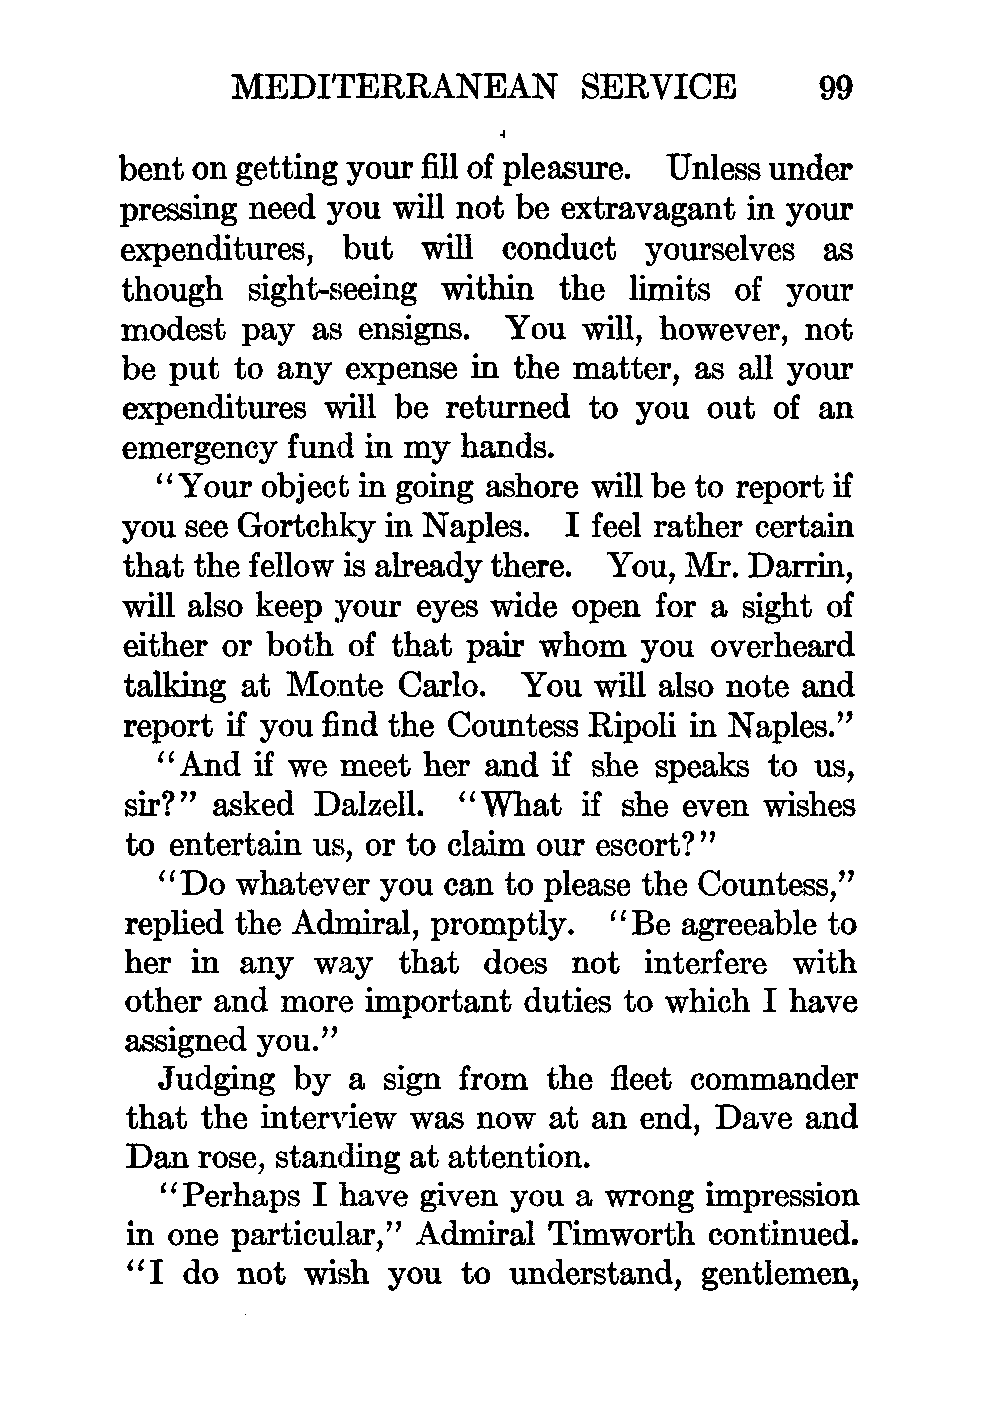 MEDITERRANEAN SERVICE 99
bent on getting your fill of pleasure. Unless under
pressing need you will not be extravagant in your
expenditures, but will conduct yourselves as
though sight-seeing within the limits of your
modest pay as ensigns. You will, however, not
be put to any expense in the matter, as all your
expenditures will be returned to you out of an
emergency fund in my hands.
"Your object in going ashore will be to report if
you see Gortchky in Naples. I feel rather certain
that the fellow is already there. You, Mr. Darrin,
will also keep your eyes wide open for a sight of
either or both of that pair whom you overheard
talking at Monte Carlo. You will also note and
report if you find the Countess Ripoli in Naples."
"And if we meet her and if she speaks to us,
sir?" asked Dalzell. "What if she even wishes
to entertain us, or to claim our escort?"
"Do whatever you can to please the Countess,"
replied the Admiral, promptly. "Be agreeable to
her in any way that does not interfere with
other and more important duties to which I have
assigned you."
Judging by a sign from the fleet commander
that the interview was now at an end, Dave and
Dan rose, standing at attention.
"Perhaps I have given you a wrong impression
in one particular," Admiral Timworth continued.
"I do not wish you to understand, gentlemen,